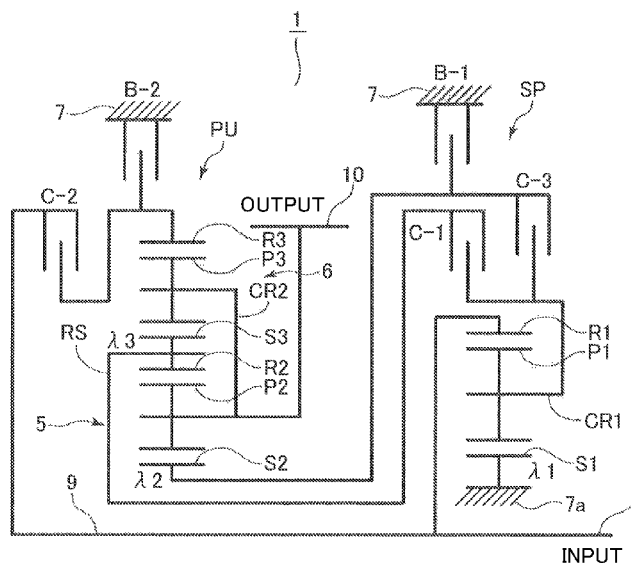 1
B-2
7
PU
B-1
7
SP
C-2
10
OUTPUT
C-3
C-1
R3
P3
6
CR2
S3
λ3
RS
R2
P2
R1
P1
CR1
5
S2
λ2
S1
λ1
7a
9
INPUT